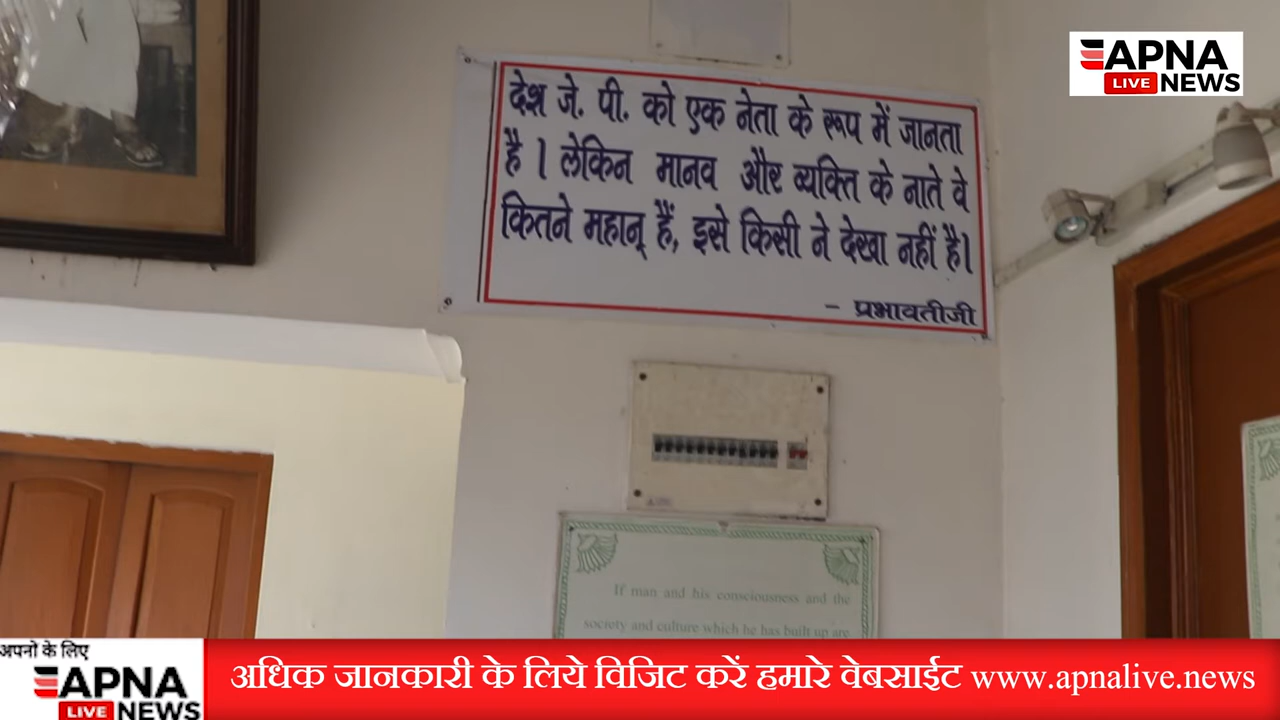 देश जे. पी. को एक नेता के रूप में जानता
है । लेकिन मानव और व्यक्ति के नाते वे
कितने महान् हैं, इसे किसी ने देखा नहीं है।
- प्रभावतीजी
APNA
LIVE NEWS
If man and his consciousness and the
society and culture which he has built up are
अपनों के लिए
APNA
LIVE NEWS
अधिक जानकारी के लिये विजिट करें हमारे वेबसाईट www.apnalive.news